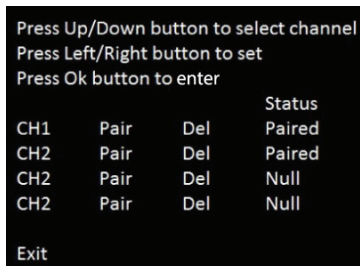 Press Up/Down button to select channel
Press Left/Right button to set
Press Ok button to enter
Status
CH1 Pair Del Paired
CH2 Pair Del Paired
CH2 Pair Del Null
CH2 Pair Del Null
Exit